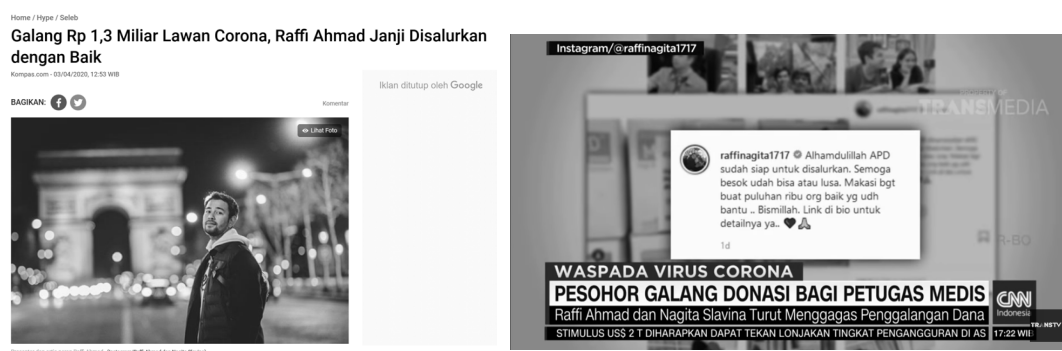 Home / Hype / Seleb
Galang Rp 1,3 Miliar Lawan Corona, Raffi Ahmad Janji Disalurkan
dengan Baik
Kompas.com - 03/04/2020, 12:53 WIB
BAGIKAN:
Komentar
Lihat Foto
Iklan ditutup oleh Google
Instagram/@raffinagita1717
TRANSMEDIA
raffinagita1717 Alhamdulillah APD
sudah siap untuk disalurkan. Semoga
besok udah bisa atau lusa. Makasi bgt
buat puluhan ribu org baik yg udh
bantu .. Bismillah. Link di bio untuk
detailnya ya.. 🖤🙏
1d
WASPADA VIRUS CORONA
PESOHOR GALANG DONASI BAGI PETUGAS MEDIS
Raffi Ahmad dan Nagita Slavina Turut Menggagas Penggalangan Dana
STIMULUS US$ 2 T DIHARAPKAN DAPAT TEKAN LONJAKAN TINGKAT PENGANGGURAN DI AS
CNN
Indonesia
17:22 WIB
TRANSTV